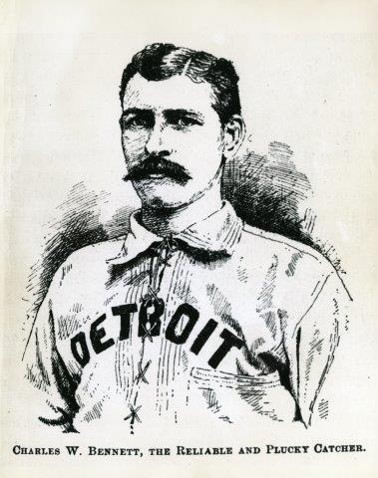 DETROIT
CHARLES W. BENNETT, THE RELIABLE AND PLUCKY CATCHER.